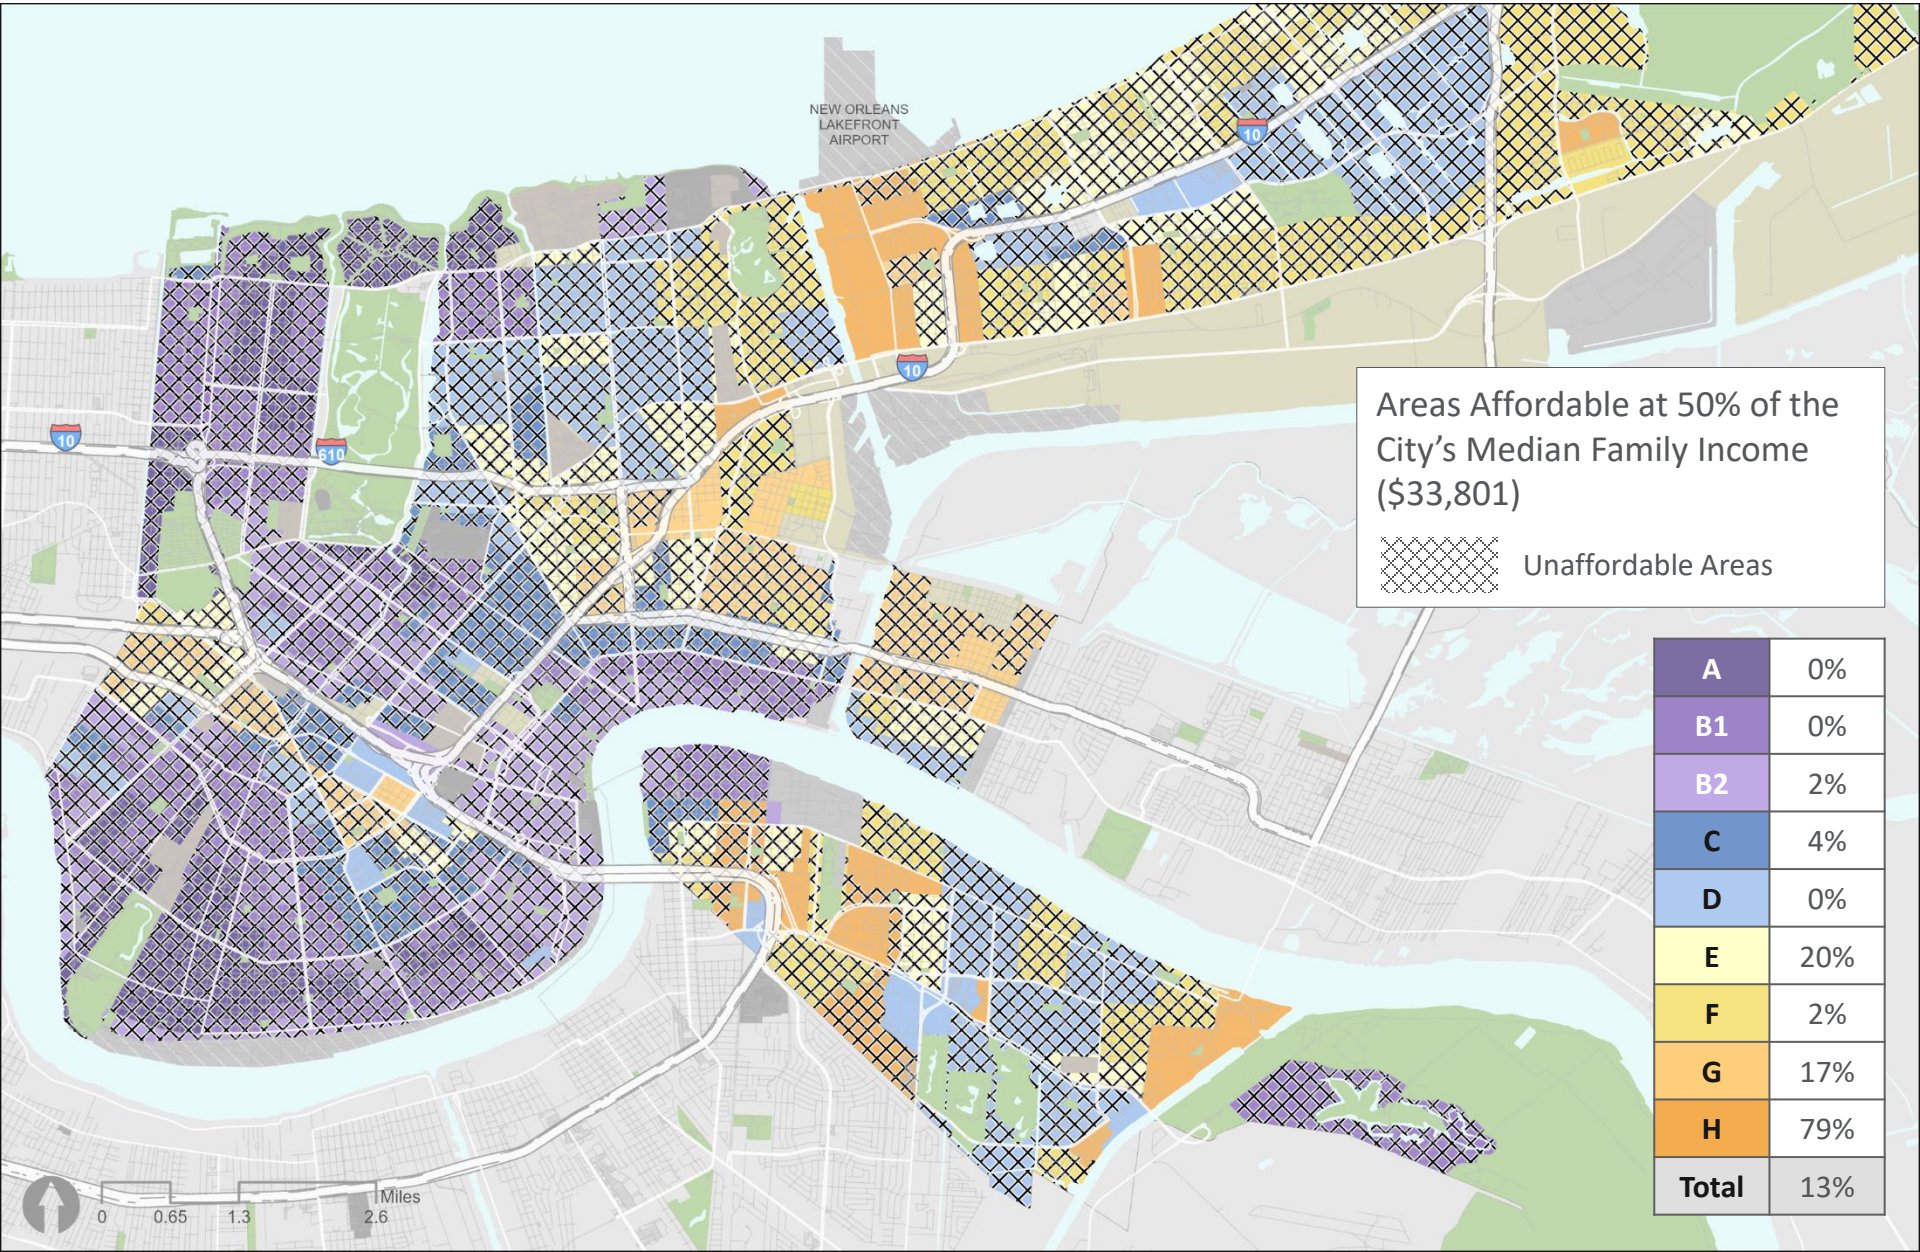 NEW ORLEANS
LAKEFRONT
AIRPORT
10
10
10
610
Areas Affordable at 50% of the
City's Median Family Income
($33,801)
Unaffordable Areas
A 0%
B1 0%
B2 2%
C 4%
D 0%
E 20%
F 2%
G 17%
H 79%
Total 13%
Miles
0 0.65 1.3 2.6